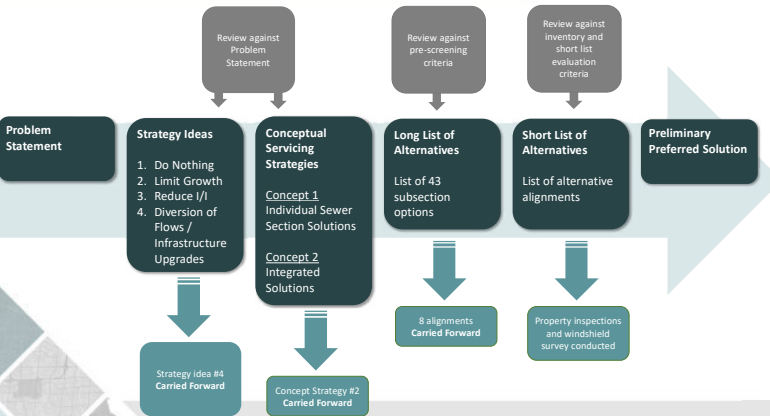 Review against
Problem
Statement
Review against
pre-screening
criteria
Review against
inventory and
short list
evaluation
criteria
Problem
Statement
Strategy Ideas
1. Do Nothing
2. Limit Growth
3. Reduce I/I
4. Diversion of
Flows /
Infrastructure
Upgrades
Conceptual
Servicing
Strategies
Concept 1
Individual Sewer
Section Solutions
Concept 2
Integrated
Solutions
Long List of
Alternatives
List of 43
subsection
options
Short List of
Alternatives
List of alternative
alignments
Preliminary
Preferred Solution
Strategy idea #4
Carried Forward
Concept Strategy #2
Carried Forward
8 alignments
Carried Forward
Property inspections
and windshield
survey conducted